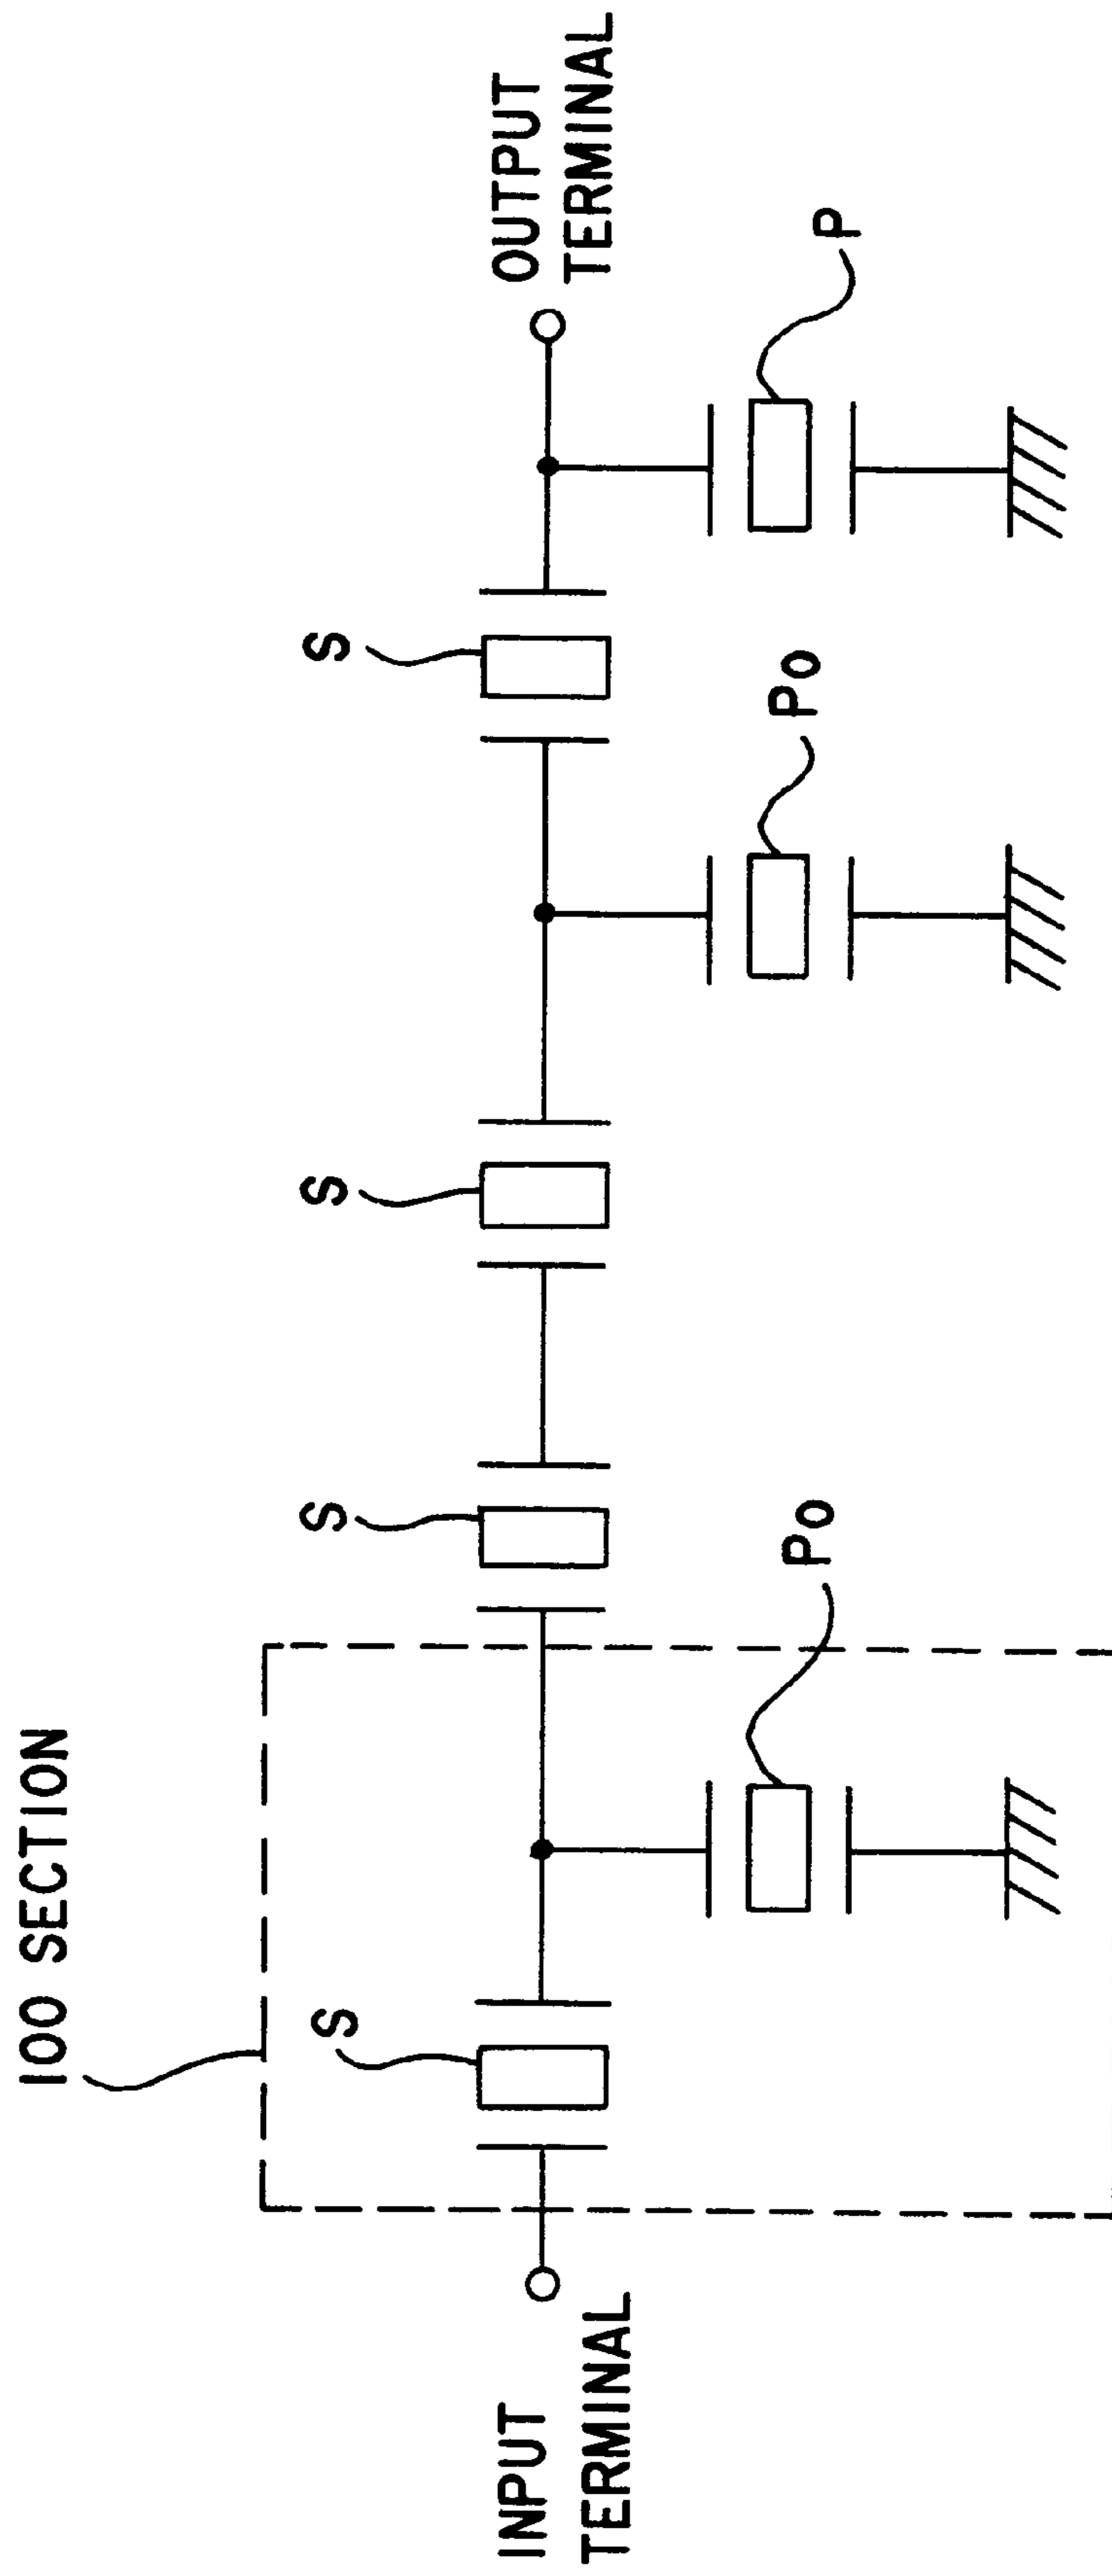 100 SECTION
S
S
S
S
INPUT
TERMINAL
OUTPUT
TERMINAL
Po
Po
P